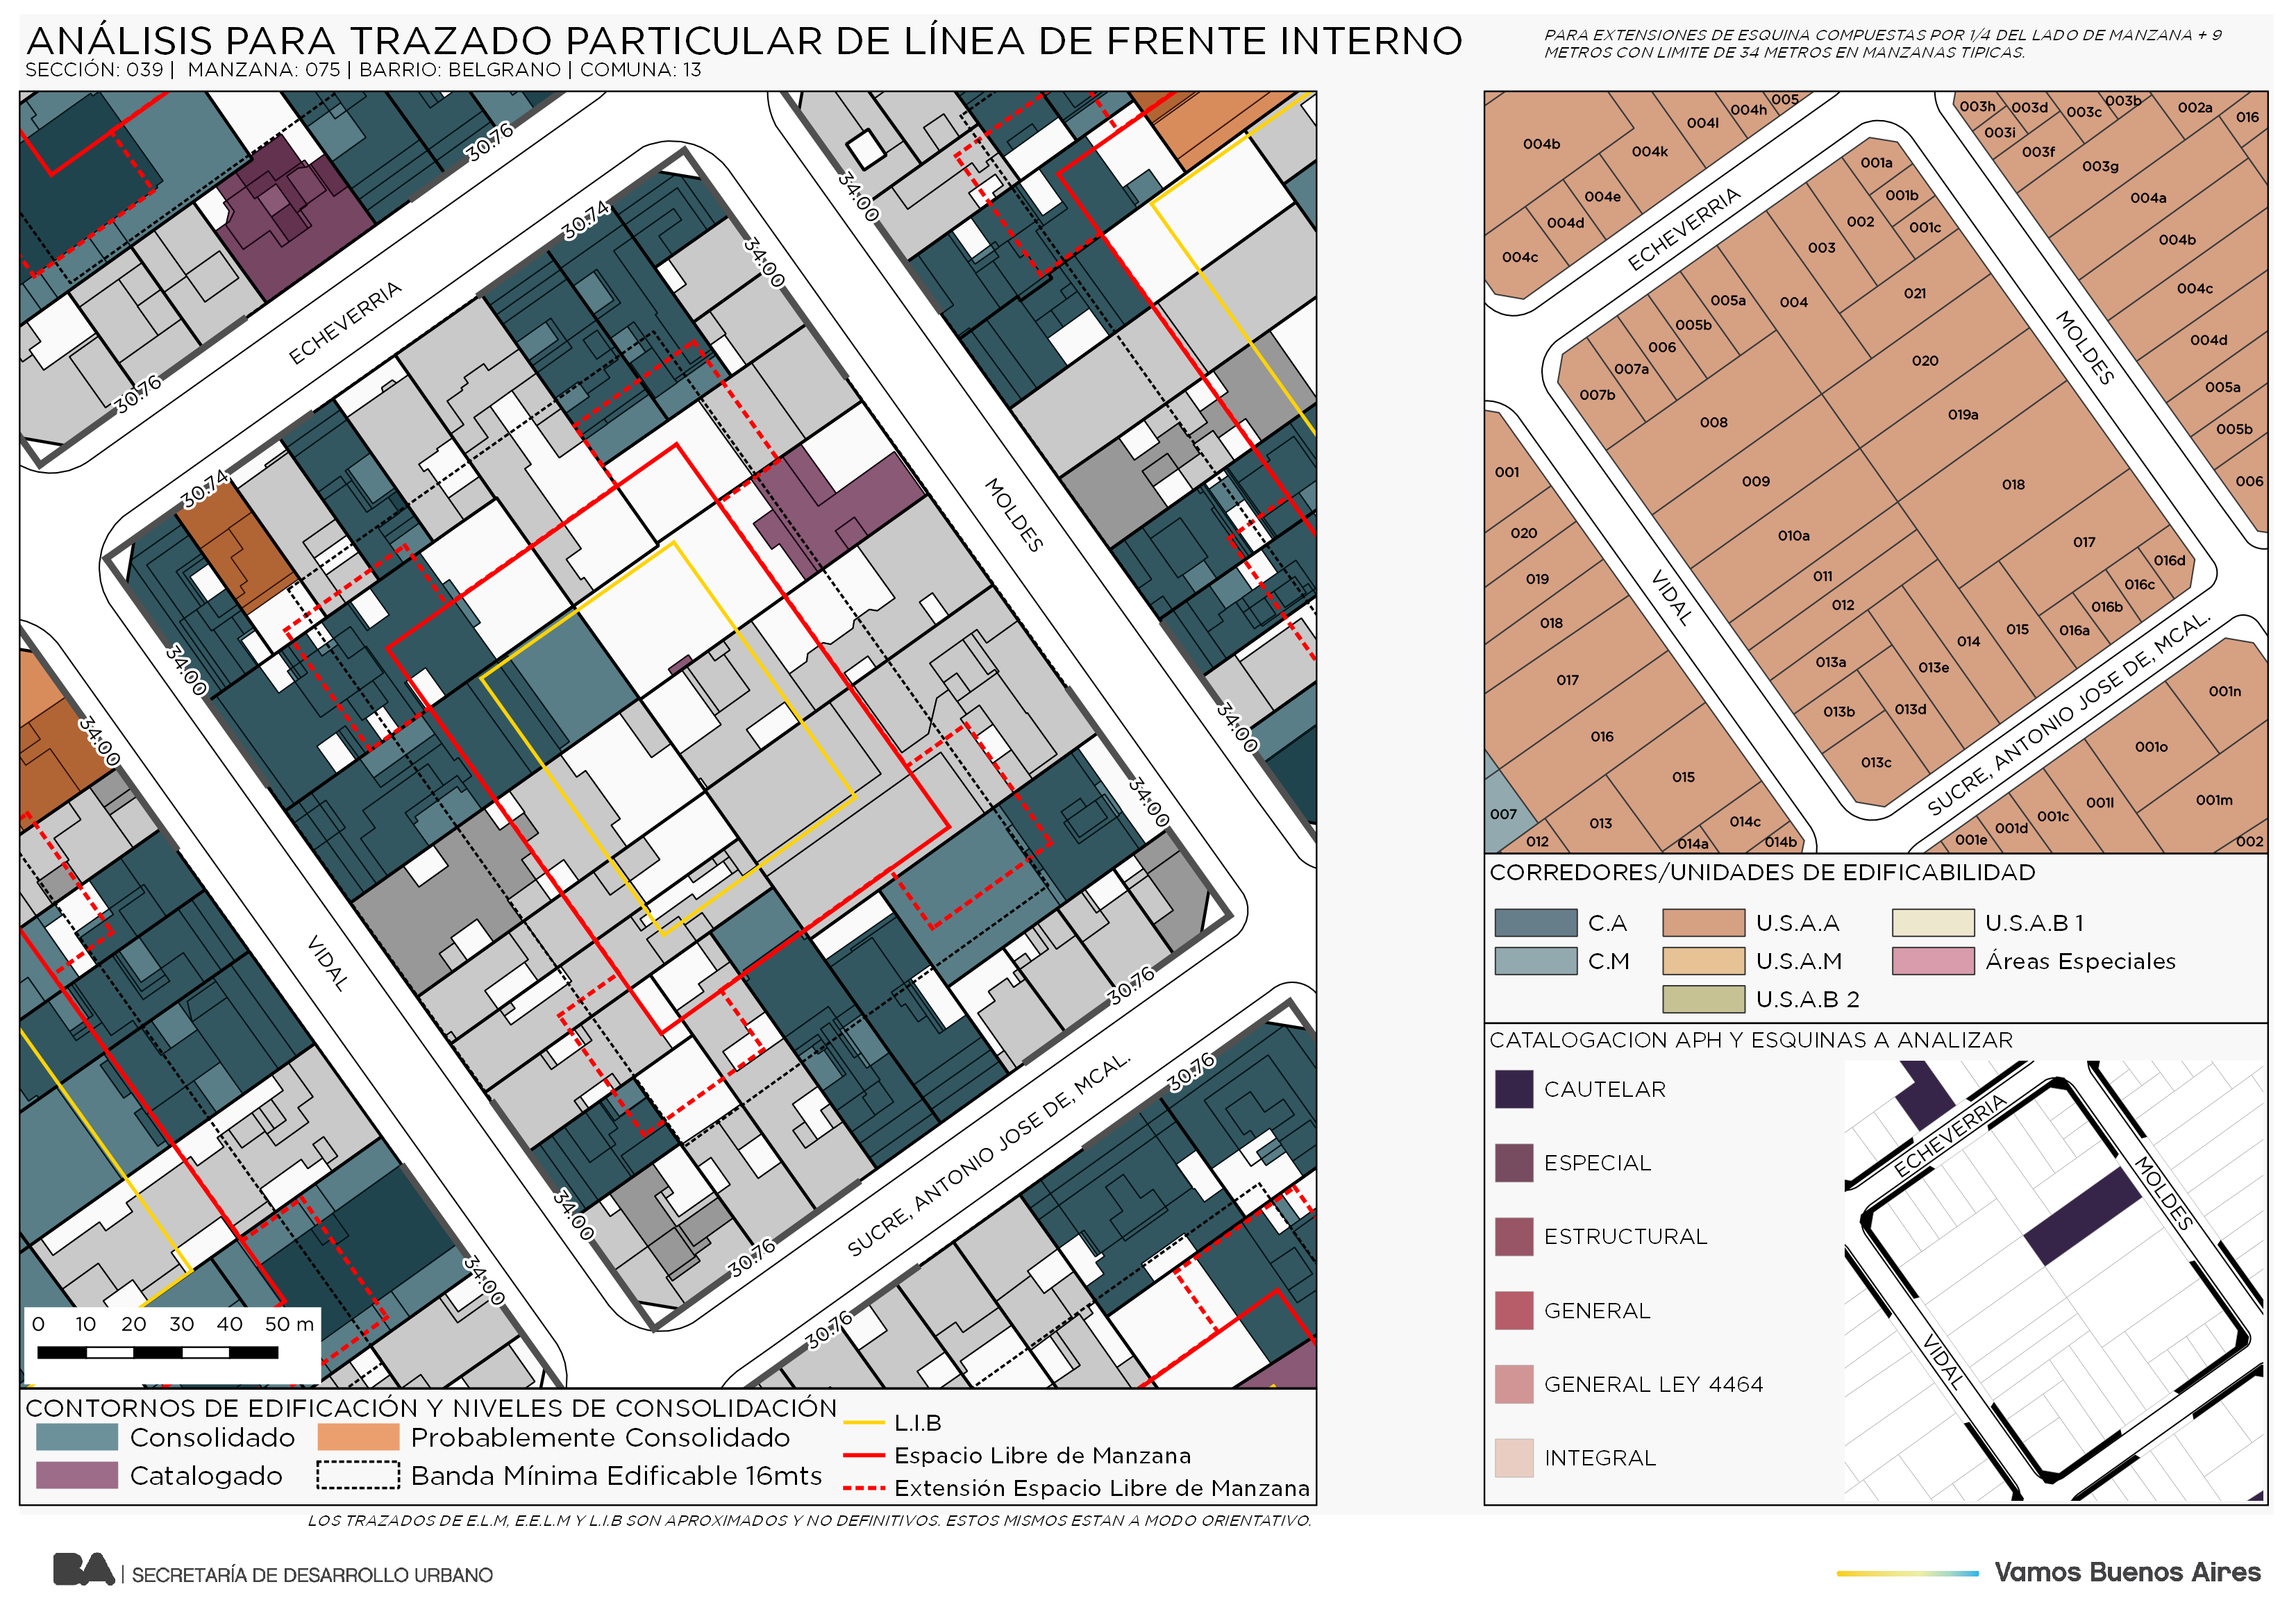 ANÁLISIS PARA TRAZADO PARTICULAR DE LÍNEA DE FRENTE INTERNO
SECCIÓN: 039 | MANZANA: 075 | BARRIO: BELGRANO | COMUNA: 13
PARA EXTENSIONES DE ESQUINA COMPUESTAS POR 1/4 DEL LADO DE MANZANA + 9
METROS CON LIMITE DE 34 METROS EN MANZANAS TIPICAS.
30.76
30.74
34.00
34.00
ECHEVERRIA
30.76
30.74
MOLDES
34.00
34.00
34.00
34.00
VIDAL
30.76
SUCRE, ANTONIO JOSE DE, MCAL.
30.76
34.00
30.76
34.00
30.76
0 10 20 30 40 50 m
CONTORNOS DE EDIFICACIÓN Y NIVELES DE CONSOLIDACIÓN
Consolidado
Probablemente Consolidado
Catalogado
Banda Mínima Edificable 16mts
L.I.B
Espacio Libre de Manzana
Extensión Espacio Libre de Manzana
LOS TRAZADOS DE E.L.M, E.E.L.M Y L.I.B SON APROXIMADOS Y NO DEFINITIVOS. ESTOS MISMOS ESTAN A MODO ORIENTATIVO.
004b
004l
004h
005
004k
004e
004d
004c
003h
003d
003c
003b
002a
016
003i
003f
003g
004a
004b
004c
004d
005a
005b
006
ECHEVERRIA
001a
001b
001c
002
003
004
005a
005b
006
007a
007b
021
020
MOLDES
008
019a
009
018
010a
017
011
012
016d
016c
016b
016a
015
014
013a
013e
013b
013d
013c
001
020
019
018
017
016
015
007
013
012
014c
014a
014b
VIDAL
SUCRE, ANTONIO JOSE DE, MCAL.
001n
001o
001m
001l
001c
001d
001e
002
CORREDORES/UNIDADES DE EDIFICABILIDAD
C.A
U.S.A.A
U.S.A.B 1
C.M
U.S.A.M
Áreas Especiales
U.S.A.B 2
CATALOGACION APH Y ESQUINAS A ANALIZAR
CAUTELAR
ESPECIAL
ESTRUCTURAL
GENERAL
GENERAL LEY 4464
INTEGRAL
ECHEVERRIA
MOLDES
VIDAL
BA | SECRETARÍA DE DESARROLLO URBANO
Vamos Buenos Aires